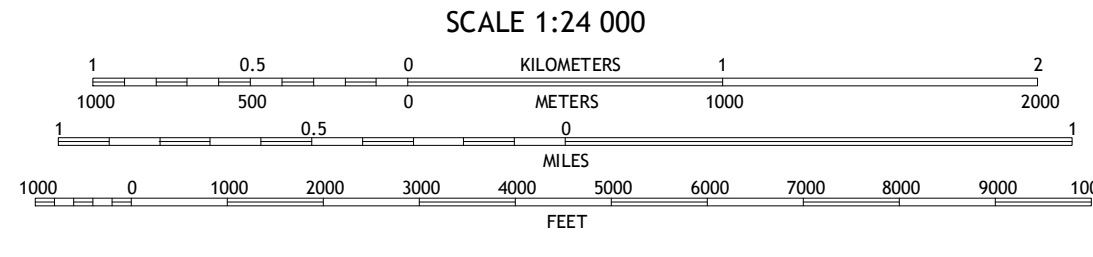 SCALE 1:24 000
1 0.5 0 KILOMETERS 1 2
1000 500 0 METERS 1000 2000
1 0.5 0 1
MILES
1000 0 1000 2000 3000 4000 5000 6000 7000 8000 9000 100
FEET